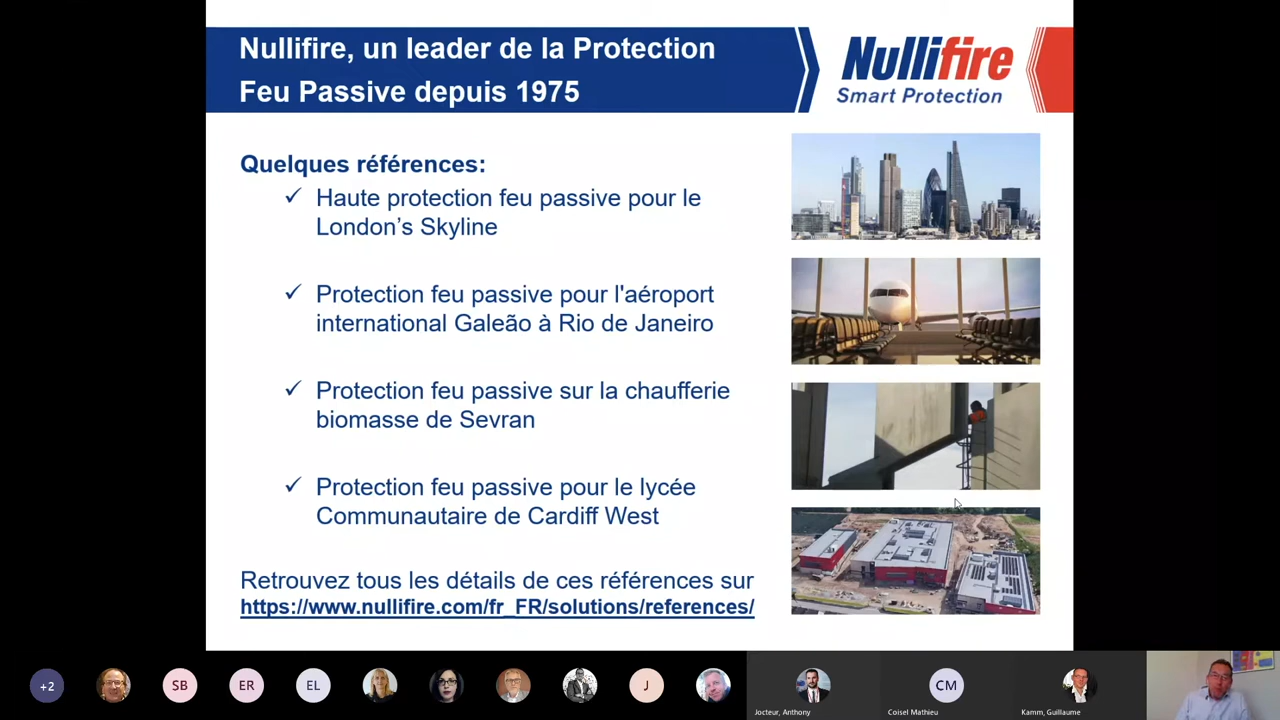 Nullifire, un leader de la Protection
Feu Passive depuis 1975
Nullifire
Smart Protection
Quelques références:
✓ Haute protection feu passive pour le
London’s Skyline
✓ Protection feu passive pour l'aéroport
international Galeão à Rio de Janeiro
✓ Protection feu passive sur la chaufferie
biomasse de Sevran
✓ Protection feu passive pour le lycée
Communautaire de Cardiff West
Retrouvez tous les détails de ces références sur
https://www.nullifire.com/fr_FR/solutions/references/
+2
SB
ER
EL
J
CM
Jocteur, Anthony
Coisel Mathieu
Kamm, Guillaume